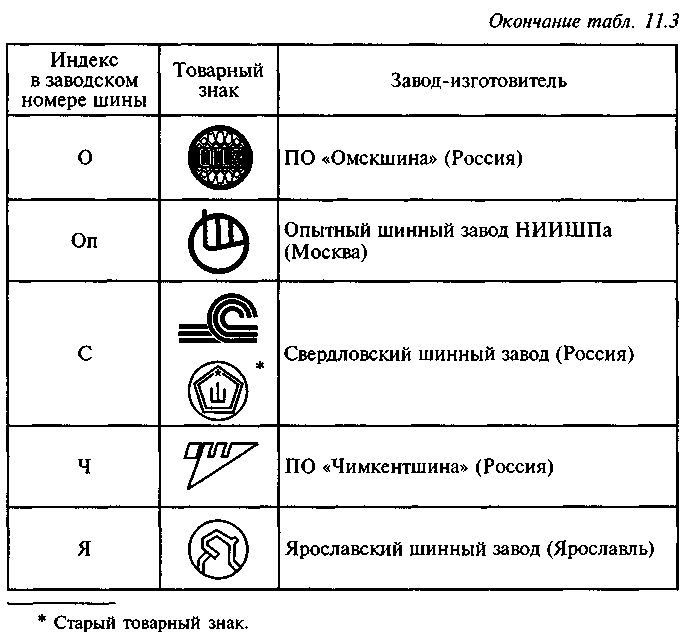 Окончание табл. 11.3
Индекс
в заводском
номере шины
Товарный
знак
Завод-изготовитель
О
ПО «Омскшина» (Россия)
Оп
Опытный шинный завод НИИШПа
(Москва)
С
*
Свердловский шинный завод (Россия)
Ч
ПО «Чимкентшина» (Россия)
Я
Ярославский шинный завод (Ярославль)
* Старый товарный знак.